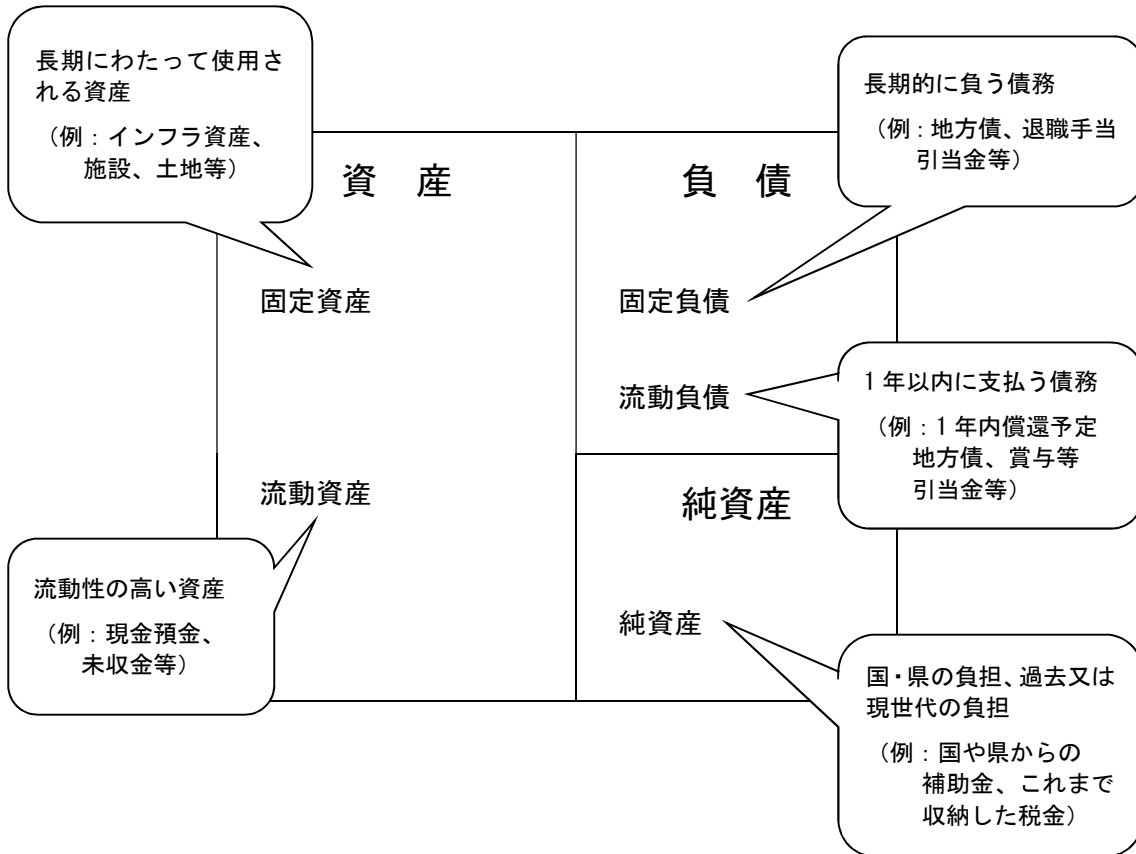 長期にわたって使用さ
れる資産
（例：インフラ資産、
施設、土地等）
資　産
固定資産
流動資産
流動性の高い資産
（例：現金預金、
未収金等）
負　債
長期的に負う債務
（例：地方債、退職手当
引当金等）
固定負債
流動負債
1年以内に支払う債務
（例：1年内償還予定
地方債、賞与等
引当金等）
純資産
純資産
国・県の負担、過去又は
現世代の負担
（例：国や県からの
補助金、これまで
収納した税金）